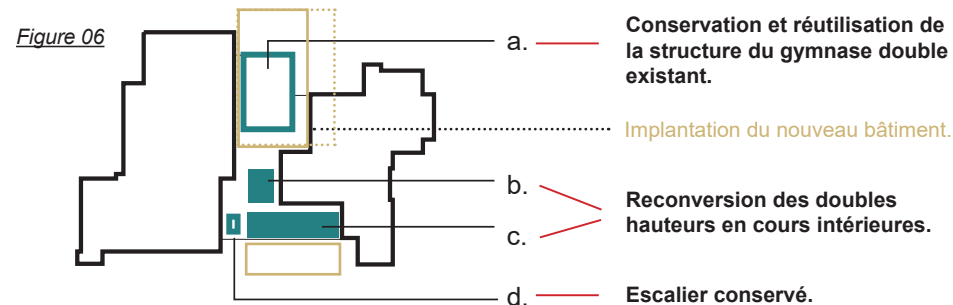 Figure 06
a.
Conservation et réutilisation de
la structure du gymnase double
existant.
Implantation du nouveau bâtiment.
b.
c.
Reconversion des doubles
hauteurs en cours intérieures.
d.
Escalier conservé.